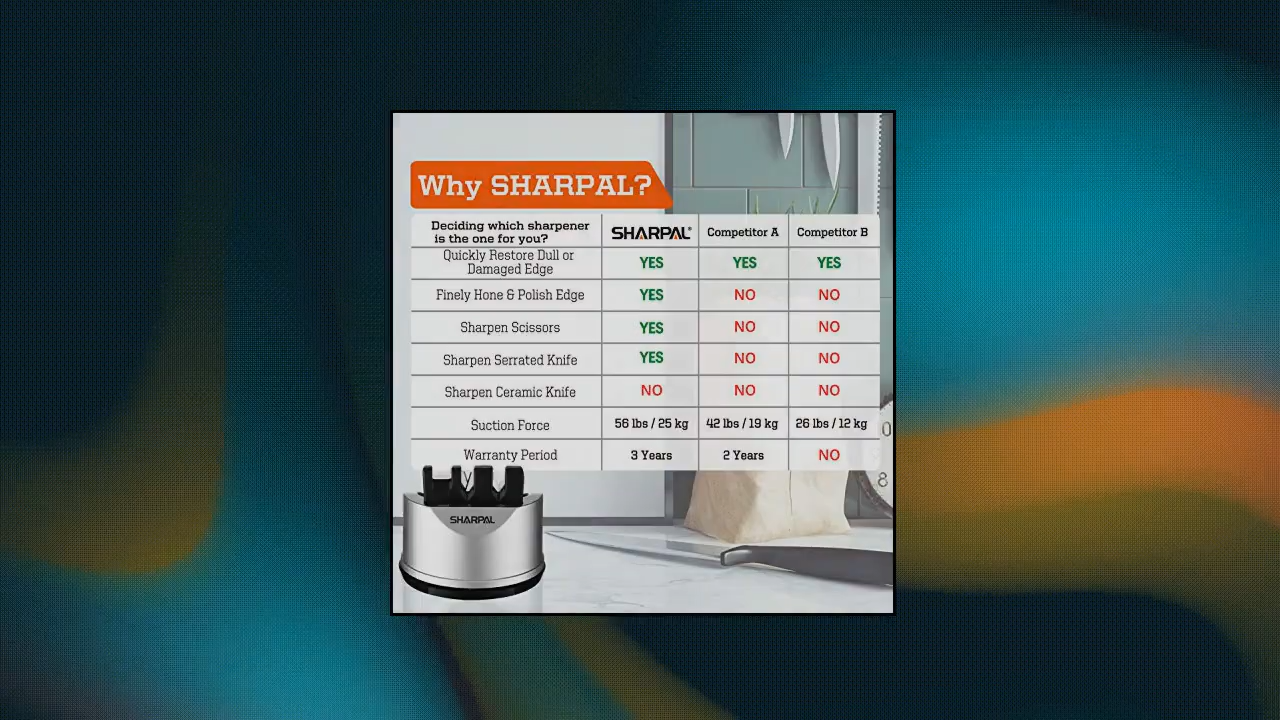 Why SHARPAL?
Deciding which sharpener
is the one for you?
SHARPAL®
Competitor A
Competitor B
Quickly Restore Dull or
Damaged Edge
YES
YES
YES
Finely Hone & Polish Edge
YES
NO
NO
Sharpen Scissors
YES
NO
NO
Sharpen Serrated Knife
YES
NO
NO
Sharpen Ceramic Knife
NO
NO
NO
Suction Force
56 lbs / 25 kg
42 lbs / 19 kg
26 lbs / 12 kg
Warranty Period
3 Years
2 Years
NO
SHARPAL
0
8